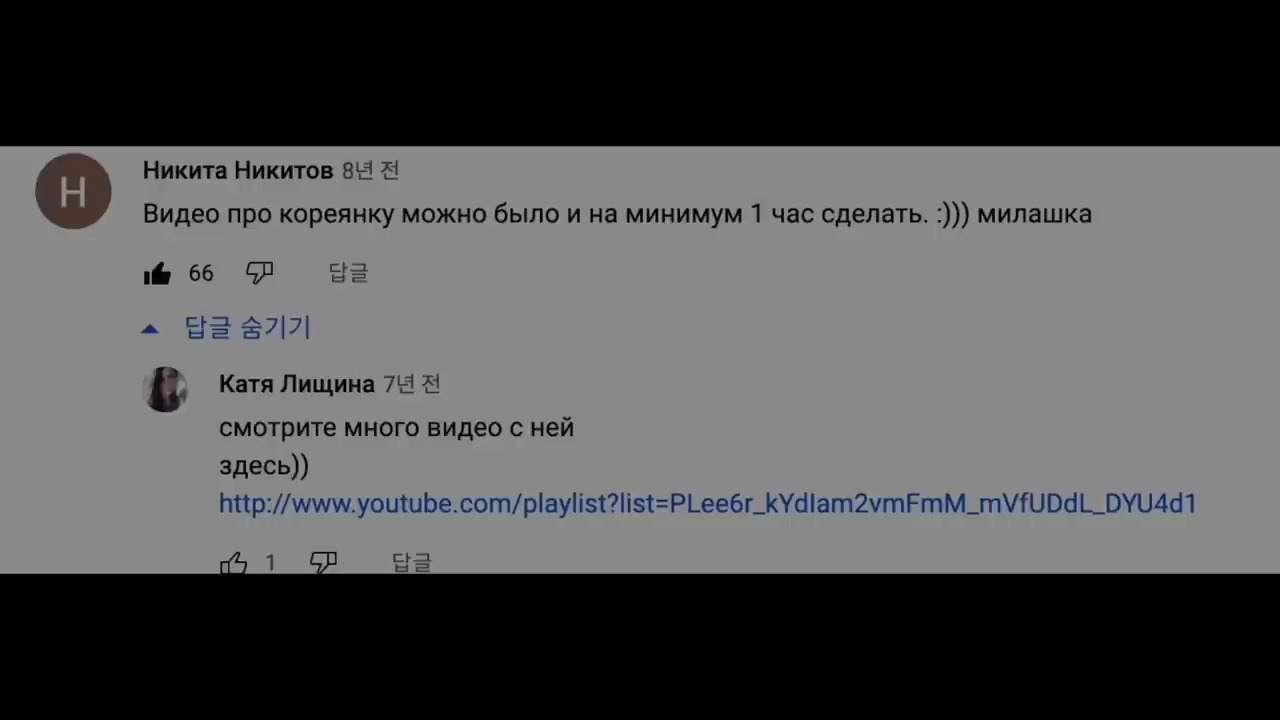 Н
Никита Никитов 8년 전
Видео про кореянку можно было и на минимум 1 час сделать. :))) милашка
66 답글
답글 숨기기
Катя Лищина 7년 전
смотрите много видео с ней
здесь))
http://www.youtube.com/playlist?list=PLee6r_kYdIam2vmFmM_mVfUDdL_DYU4d1
1 답글